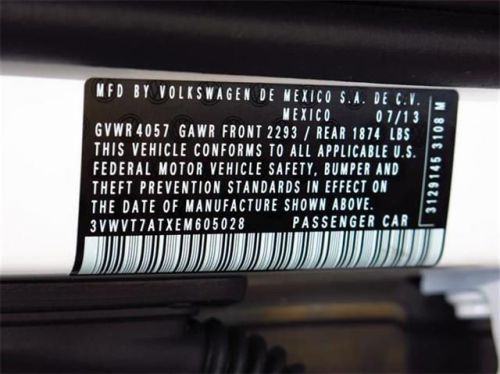 MFD BY VOLKSWAGEN DE MEXICO S.A. DE C.V.
MEXICO 07/13
GVWR 4057 GAWR FRONT 2293 / REAR 1874 LBS
THIS VEHICLE CONFORMS TO ALL APPLICABLE U.S.
FEDERAL MOTOR VEHICLE SAFETY, BUMPER AND
THEFT PREVENTION STANDARDS IN EFFECT ON
THE DATE OF MANUFACTURE SHOWN ABOVE.
3VWVT7ATXEM605028 PASSENGER CAR
3129145 3108 M